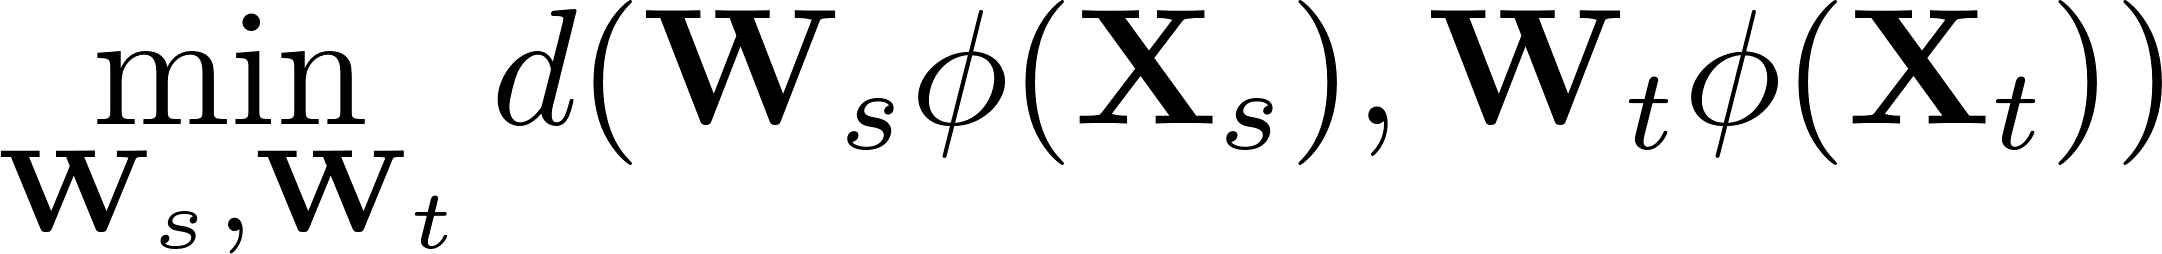 min d(W_s ϕ(X_s), W_t ϕ(X_t))
W_s, W_t